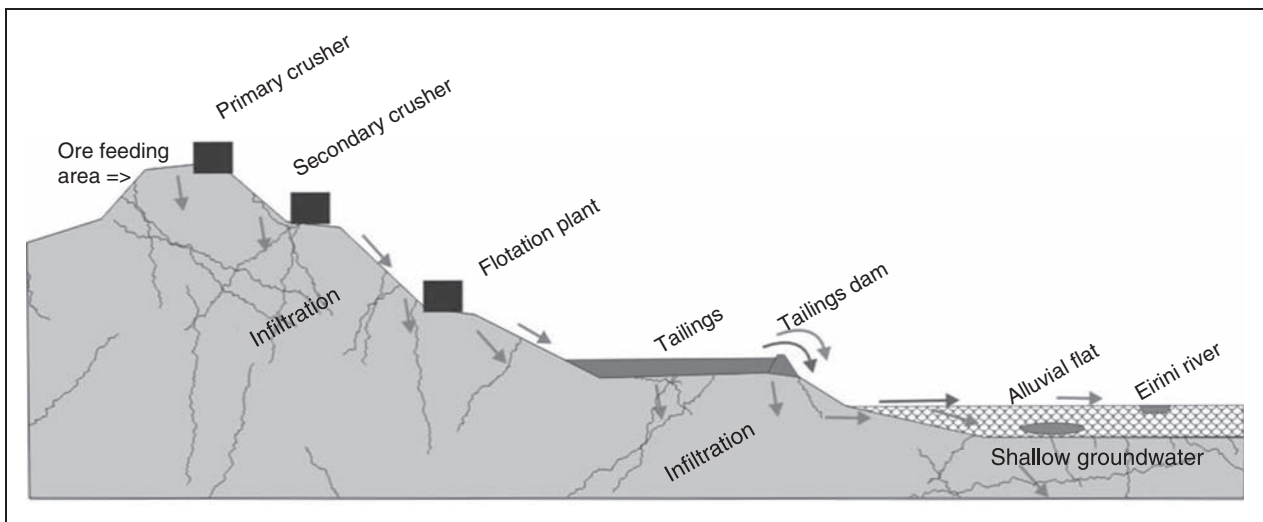 Primary crusher
Secondary crusher
Ore feeding
area =>
Flotation plant
Infiltration
Tailings
Tailings dam
Alluvial flat
Eirini river
Infiltration
Shallow groundwater